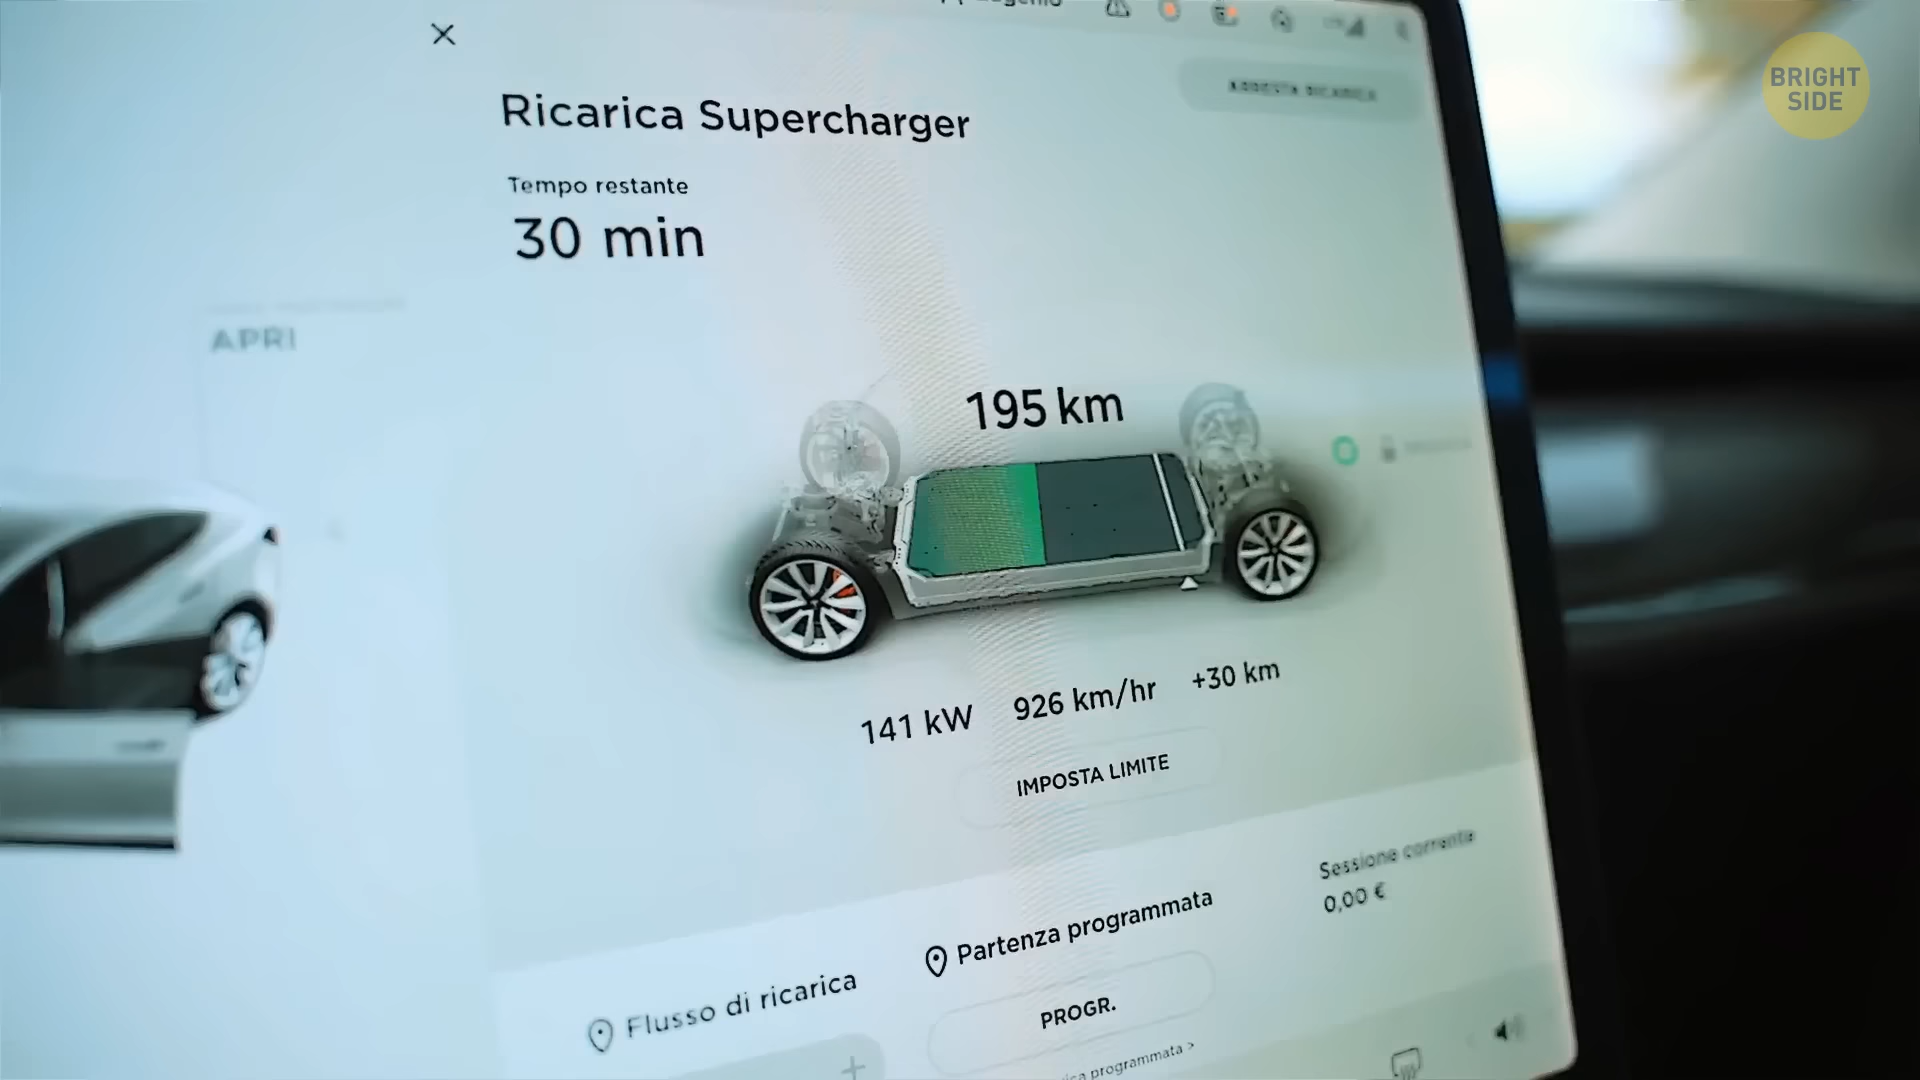 BRIGHT
SIDE
Ricarica Supercharger
Tempo restante
30 min
APRI
195 km
141 kW 926 km/hr +30 km
IMPOSTA LIMITE
Sessione corrente
0,00 €
Partenza programmata
Flusso di ricarica
PROGR.
programmata >